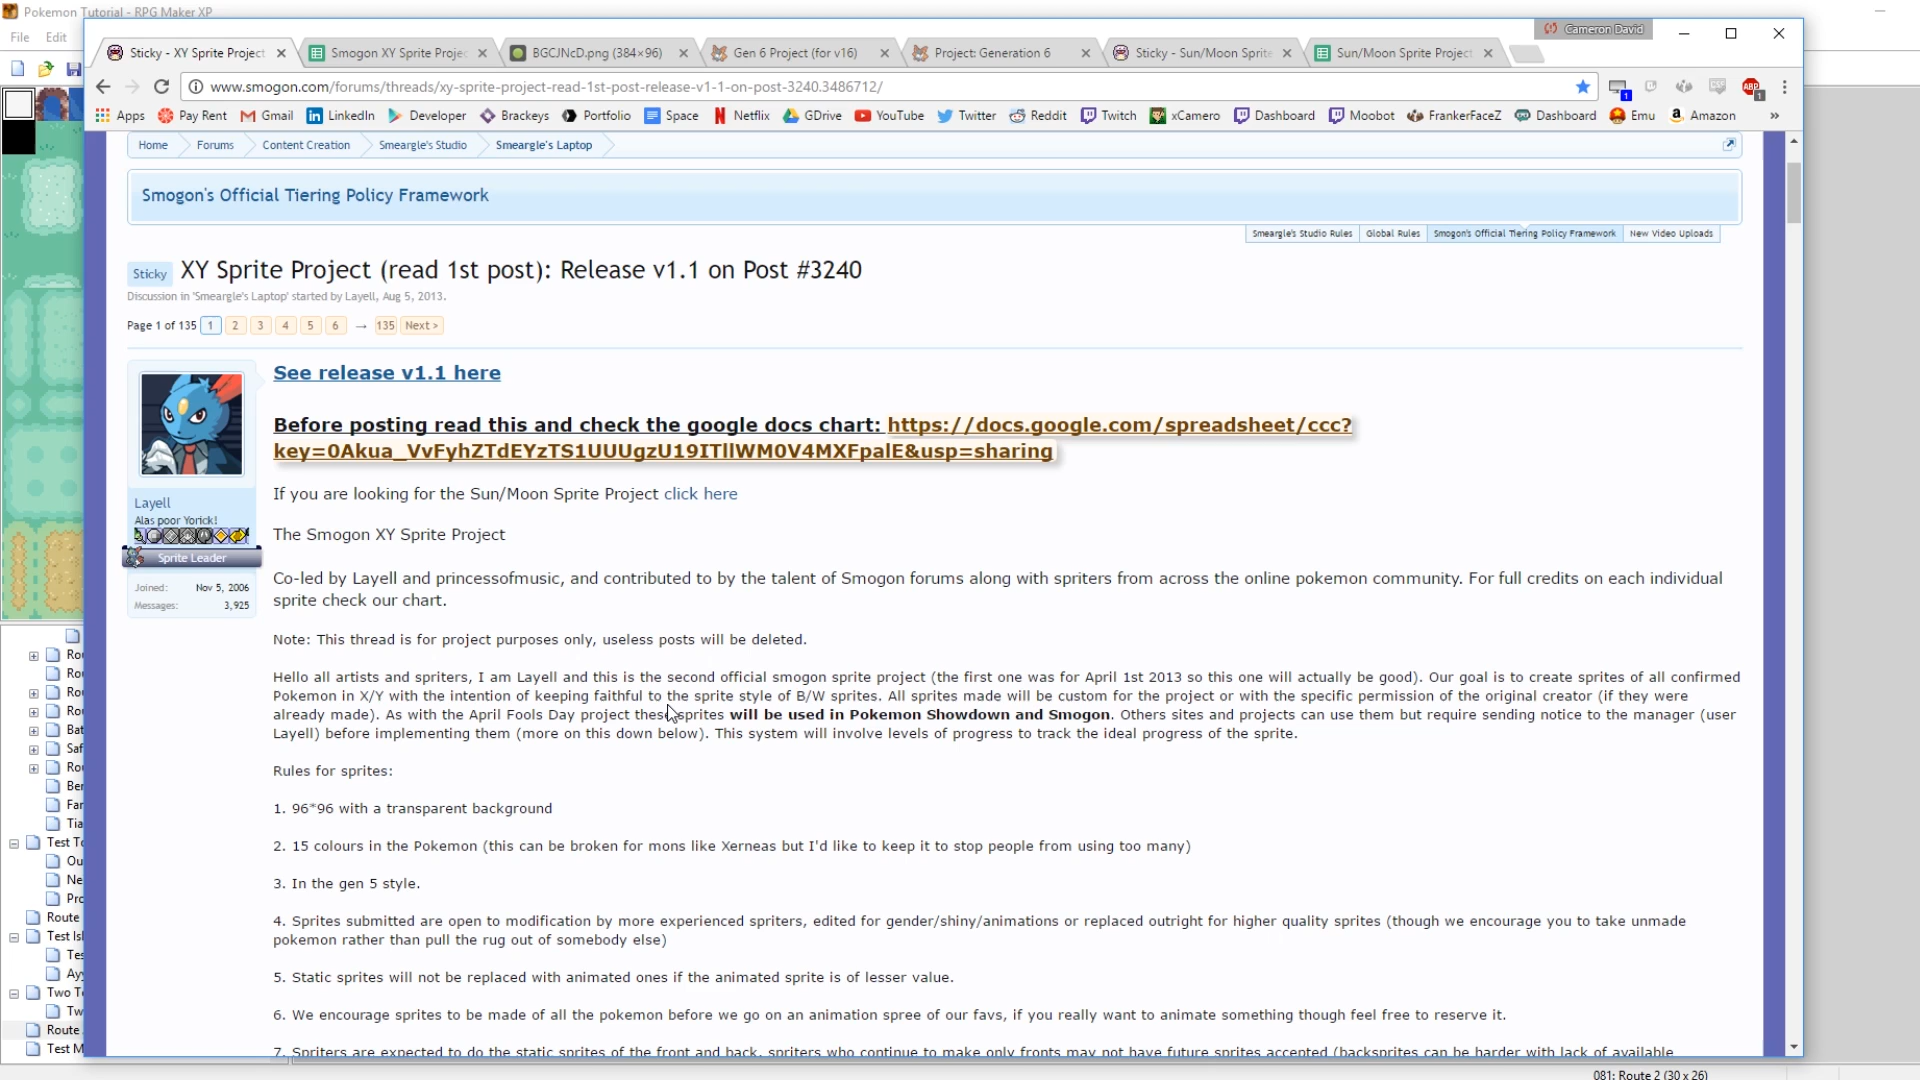 Pokemon Tutorial - RPG Maker XP
File Edit
Cameron David
Sticky - XY Sprite Project
Smogon XY Sprite Projec
BGCJNcD.png (384×96)
Gen 6 Project (for v16)
Project: Generation 6
Sticky - Sun/Moon Sprite
Sun/Moon Sprite Project
www.smogon.com/forums/threads/xy-sprite-project-read-1st-post-release-v1-1-on-post-3240.3486712/
1
ABP
1
Apps Pay Rent Gmail LinkedIn Developer Brackeys Portfolio Space Netflix GDrive YouTube Twitter Reddit Twitch xCamero Dashboard Moobot FrankerFaceZ Dashboard Emu Amazon »
Home Forums Content Creation Smeargle's Studio Smeargle's Laptop
Smogon's Official Tiering Policy Framework
Smeargle's Studio Rules Global Rules Smogon's Official Tiering Policy Framework New Video Uploads
Sticky XY Sprite Project (read 1st post): Release v1.1 on Post #3240
Discussion in 'Smeargle's Laptop' started by Layell, Aug 5, 2013.
Page 1 of 135 1 2 3 4 5 6 → 135 Next >
See release v1.1 here
Before posting read this and check the google docs chart: https://docs.google.com/spreadsheet/ccc?
key=0Akua_VvFyhZTdEYzTS1UUUgzU19ITllWM0V4MXFpalE&usp=sharing
If you are looking for the Sun/Moon Sprite Project click here
Layell
Alas poor Yorick!
Sprite Leader
Joined: Nov 5, 2006
Messages: 3,925
The Smogon XY Sprite Project
Co-led by Layell and princessofmusic, and contributed to by the talent of Smogon forums along with spriters from across the online pokemon community. For full credits on each individual
sprite check our chart.
Note: This thread is for project purposes only, useless posts will be deleted.
Hello all artists and spriters, I am Layell and this is the second official smogon sprite project (the first one was for April 1st 2013 so this one will actually be good). Our goal is to create sprites of all confirmed
Pokemon in X/Y with the intention of keeping faithful to the sprite style of B/W sprites. All sprites made will be custom for the project or with the specific permission of the original creator (if they were
already made). As with the April Fools Day project these sprites will be used in Pokemon Showdown and Smogon. Others sites and projects can use them but require sending notice to the manager (user
Layell) before implementing them (more on this down below). This system will involve levels of progress to track the ideal progress of the sprite.
Rules for sprites:
1. 96*96 with a transparent background
2. 15 colours in the Pokemon (this can be broken for mons like Xerneas but I'd like to keep it to stop people from using too many)
3. In the gen 5 style.
4. Sprites submitted are open to modification by more experienced spriters, edited for gender/shiny/animations or replaced outright for higher quality sprites (though we encourage you to take unmade
pokemon rather than pull the rug out of somebody else)
5. Static sprites will not be replaced with animated ones if the animated sprite is of lesser value.
6. We encourage sprites to be made of all the pokemon before we go on an animation spree of our favs, if you really want to animate something though feel free to reserve it.
7. Spriters are expected to do the static sprites of the front and back, spriters who continue to make only fronts may not have future sprites accepted (backsprites can be harder with lack of available
Rou
Rou
Rou
Rou
Bat
Saf
Rou
Ber
Far
Tia
Test To
Ou
Ne
Pro
Route
Test Isl
Tes
Ayy
Two To
Tw
Route
Test M
081: Route 2 (30 x 26)